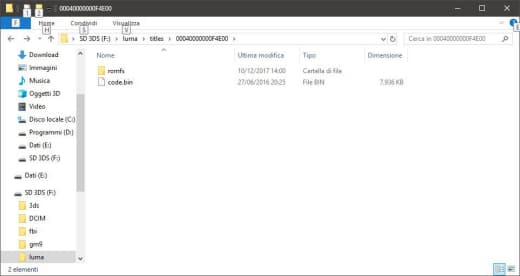 00040000000F4E00
1 2
F Home Condividi Visualizza
H S V
SD 3DS (F:) › luma › titles › 00040000000F4E00 ›
Cerca in 00040000000F4E00
Nome Ultima modifica Tipo Dimensione
romfs 10/12/2017 14:00 Cartella di file
code.bin 27/06/2016 20:25 File BIN 7.936 KB
Download
Immagini
Musica
Oggetti 3D
Video
Disco locale (C:)
Programmi (D:)
Dati (E:)
SD 3DS (F:)
Dati (E:)
SD 3DS (F:)
3ds
DCIM
fbi
gm9
luma
2 elementi